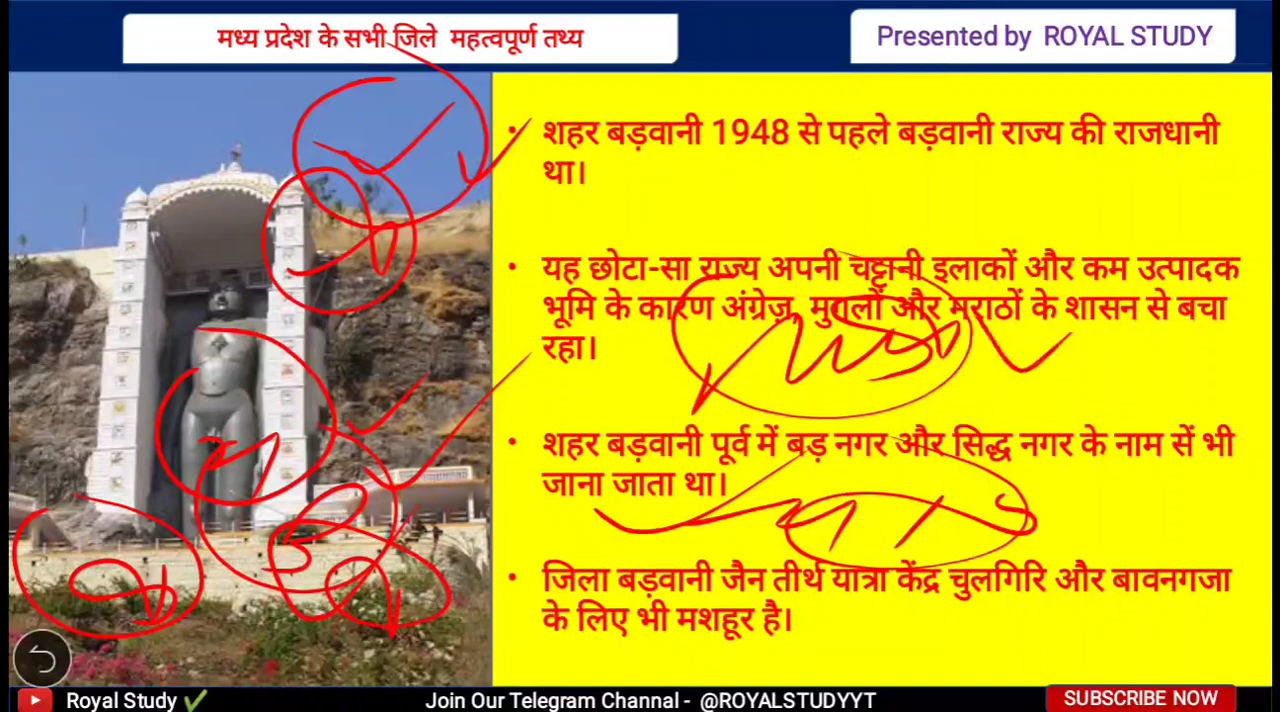 मध्य प्रदेश के सभी जिले महत्वपूर्ण तथ्य
Presented by ROYAL STUDY
• शहर बड़वानी 1948 से पहले बड़वानी राज्य की राजधानी
था।
• यह छोटा-सा राज्य अपनी चट्टानी इलाकों और कम उत्पादक
भूमि के कारण अंग्रेज़, मुगलों और मराठों के शासन से बचा
रहा।
• शहर बड़वानी पूर्व में बड़ नगर और सिद्ध नगर के नाम सें भी
जाना जाता था।
• जिला बड़वानी जैन तीर्थ यात्रा केंद्र चुलगिरि और बावनगजा
के लिए भी मशहूर है।
Royal Study
Join Our Telegram Channal - @ROYALSTUDYYT
SUBSCRIBE NOW